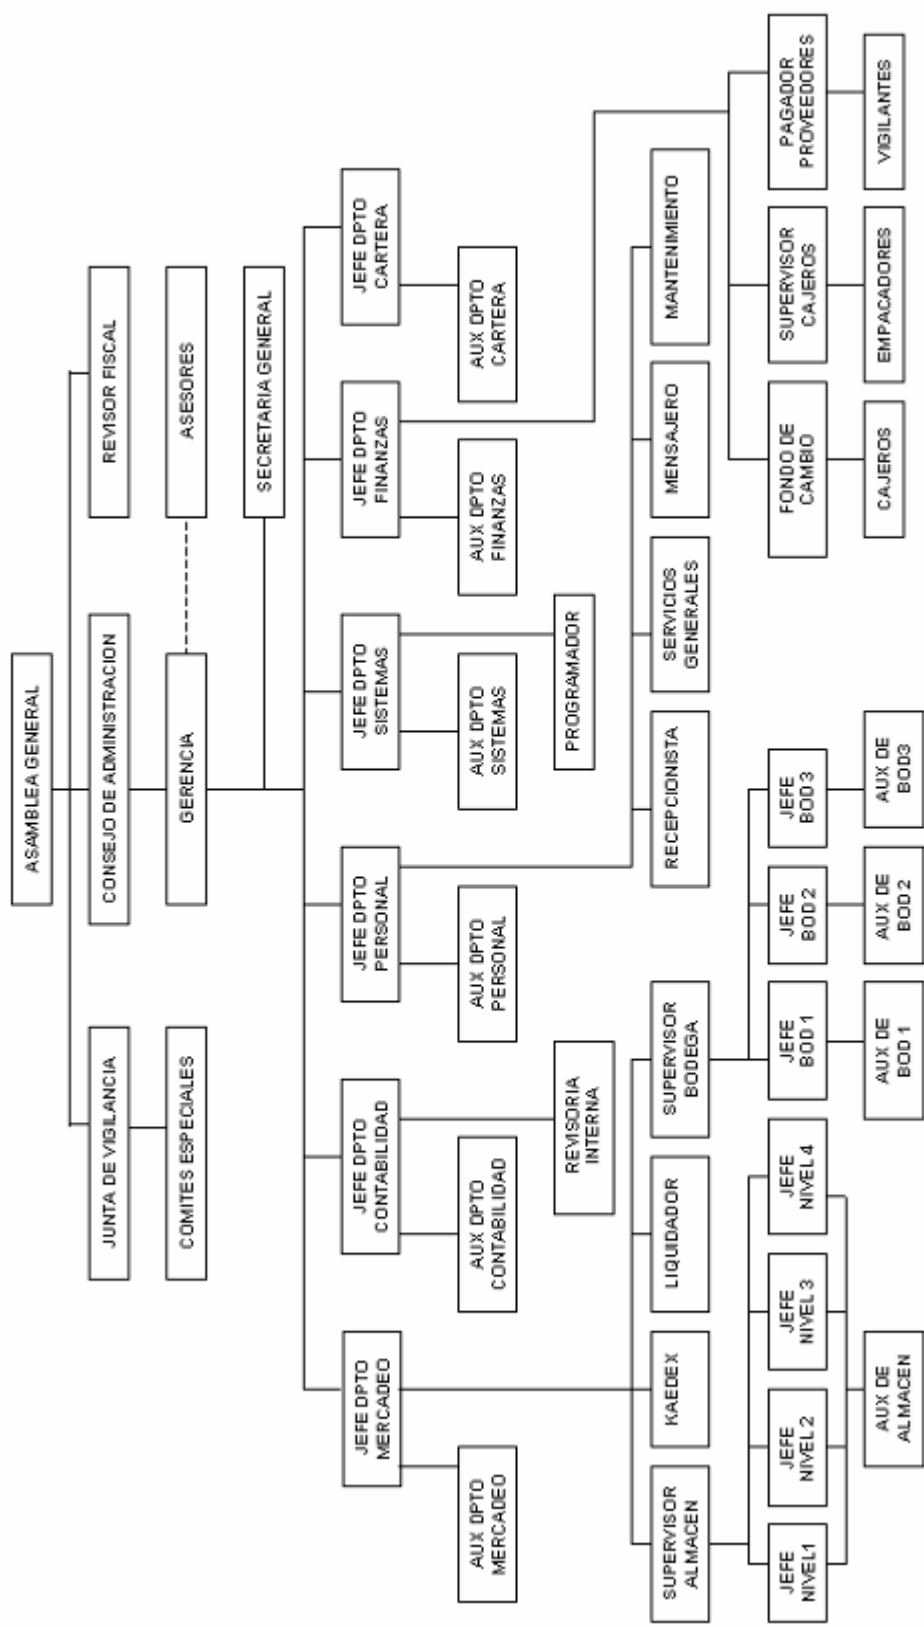 ASAMBLEA GENERAL
JUNTA DE VIGILANCIA
CONSEJO DE ADMINISTRACION
REVISOR FISCAL
COMITES ESPECIALES
GERENCIA
ASESORES
SECRETARIA GENERAL
JEFE DPTO
MERCADEO
JEFE DPTO
CONTABILIDAD
JEFE DPTO
PERSONAL
JEFE DPTO
SISTEMAS
JEFE DPTO
FINANZAS
JEFE DPTO
CARTERA
AUX DPTO
MERCADEO
AUX DPTO
CONTABILIDAD
AUX DPTO
PERSONAL
AUX DPTO
SISTEMAS
AUX DPTO
FINANZAS
AUX DPTO
CARTERA
REVISORIA
INTERNA
PROGRAMADOR
SUPERVISOR
ALMACEN
KAEDEX
LIQUIDADOR
SUPERVISOR
BODEGA
RECEPCIONISTA
SERVICIOS
GENERALES
MENSAJERO
MANTENIMIENTO
JEFE
NIVEL1
JEFE
NIVEL 2
JEFE
NIVEL 3
JEFE
NIVEL 4
JEFE
BOD 1
JEFE
BOD 2
JEFE
BOD 3
FONDO DE
CAMBIO
SUPERVISOR
CAJEROS
PAGADOR
PROVEEDORES
AUX DE
ALMACEN
AUX DE
BOD 1
AUX DE
BOD 2
AUX DE
BOD3
CAJEROS
EMPACADORES
VIGILANTES